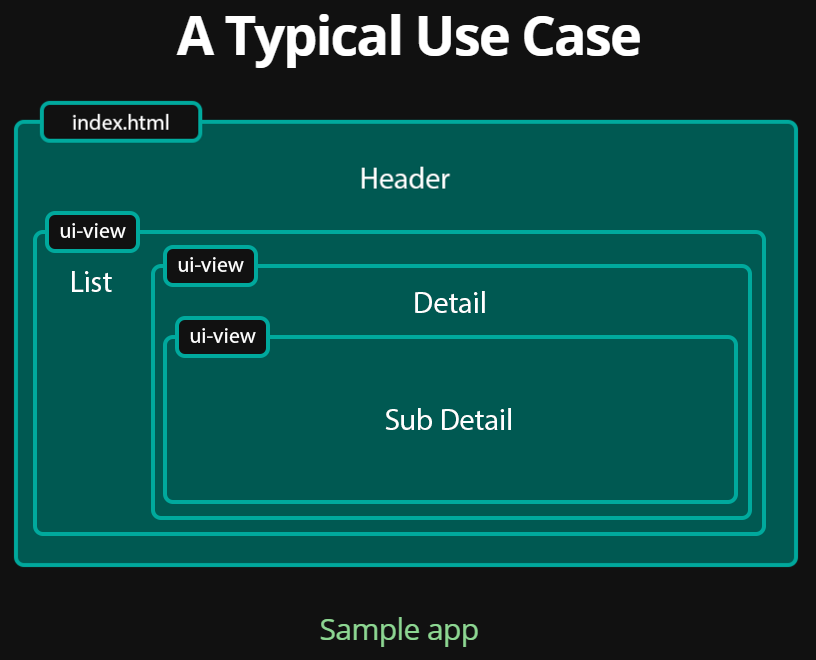 A Typical Use Case
index.html
Header
ui-view
List
ui-view
Detail
ui-view
Sub Detail
Sample app